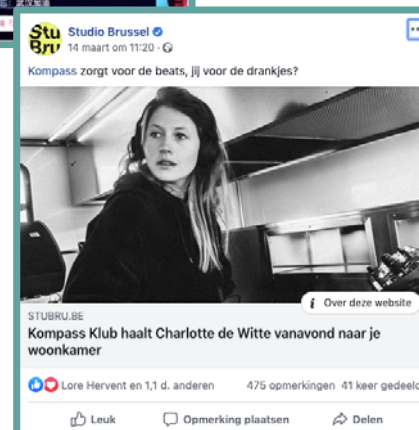 Stu
Bru
Studio Brussel
14 maart om 11:20 ·
Kompass zorgt voor de beats, jij voor de drankjes?
i Over deze website
STUBRU.BE
Kompass Klub haalt Charlotte de Witte vanavond naar je
woonkamer
Lore Hervent en 1,1 d. anderen 475 opmerkingen 41 keer gedeeld
Leuk Opmerking plaatsen Delen